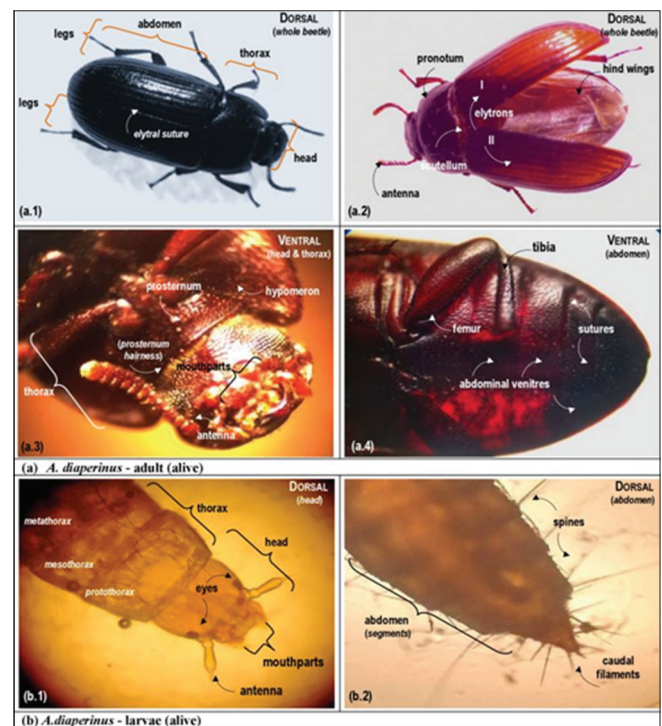 DORSAL
(whole beetle)
abdomen
legs
thorax
legs
elytral suture
head
(a.1)
DORSAL
(whole beetle)
hind wings
pronotum
I
elytrons
II
scutellum
antenna
(a.2)
VENTRAL
(head & thorax)
prosternum
hypomeron
(prosternum
hairness)
mouthparts
thorax
antenna
(a.3)
VENTRAL
(abdomen)
tibia
femur
sutures
abdominal venitres
(a.4)
(a) A. diaperinus - adult (alive)
DORSAL
(head)
thorax
metathorax
head
mesothorax
eyes
protothorax
mouthparts
antenna
(b.1)
DORSAL
(abdomen)
spines
abdomen
(segments)
caudal
filaments
(b.2)
(b) A.diaperinus - larvae (alive)